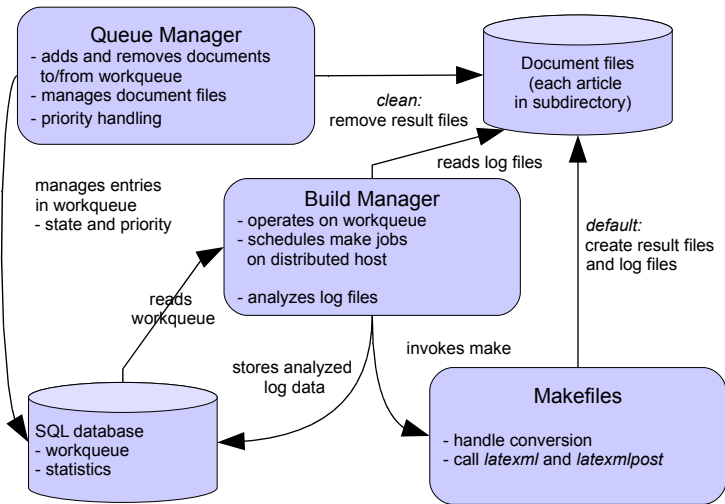 Queue Manager
- adds and removes documents
to/from workqueue
- manages document files
- priority handling
Document files
(each article
in subdirectory)
clean:
remove result files
reads log files
manages entries
in workqueue
- state and priority
Build Manager
- operates on workqueue
- schedules make jobs
on distributed host
- analyzes log files
default:
create result files
and log files
reads
workqueue
stores analyzed
log data
invokes make
SQL database
- workqueue
- statistics
Makefiles
- handle conversion
- call latexml and latexmlpost